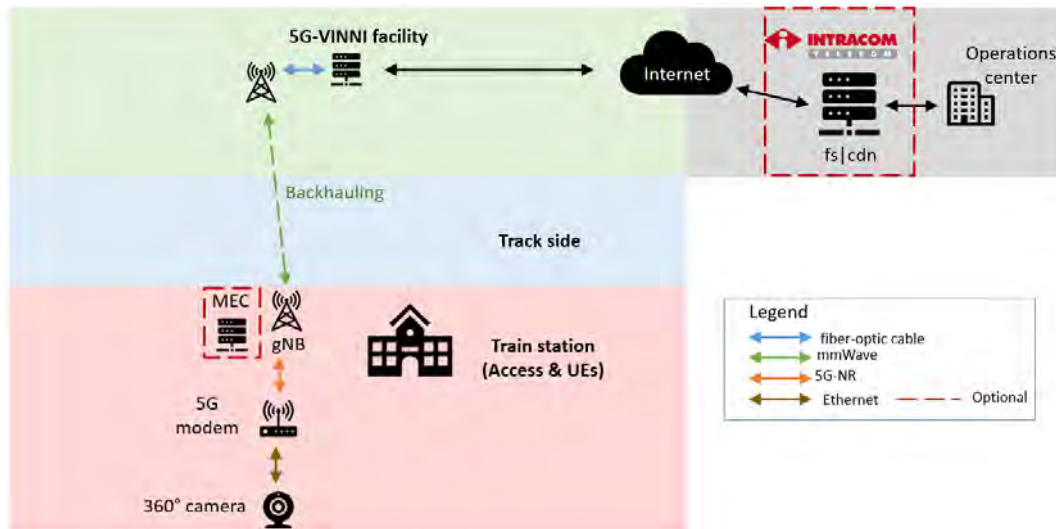 5G-VINNI facility
Internet
INTRACOM
TELECOM
fs|cdn
Operations
center
Backhauling
Track side
MEC
gNB
Train station
(Access & UEs)
5G
modem
360° camera
Legend
fiber-optic cable
mmWave
5G-NR
Ethernet
Optional